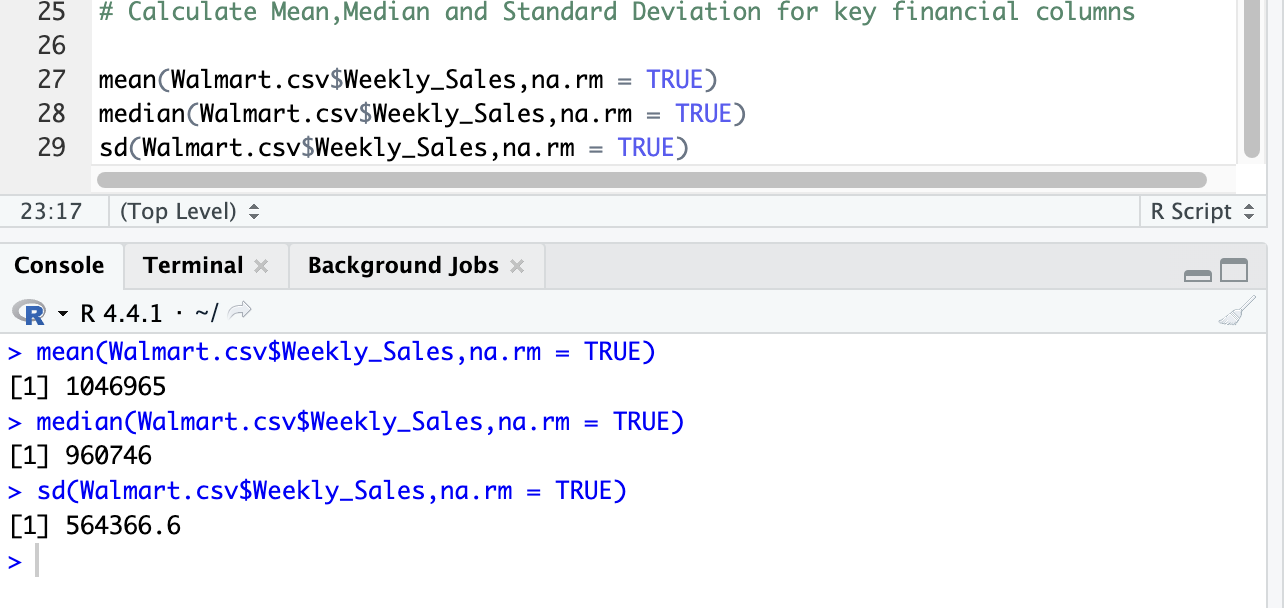 25 # Calculate Mean,Median and Standard Deviation for key financial columns
26
27 mean(Walmart.csv$Weekly_Sales,na.rm = TRUE)
28 median(Walmart.csv$Weekly_Sales,na.rm = TRUE)
29 sd(Walmart.csv$Weekly_Sales,na.rm = TRUE)
23:17 (Top Level) R Script
Console Terminal Background Jobs
R R 4.4.1 · ~/
> mean(Walmart.csv$Weekly_Sales,na.rm = TRUE)
[1] 1046965
> median(Walmart.csv$Weekly_Sales,na.rm = TRUE)
[1] 960746
> sd(Walmart.csv$Weekly_Sales,na.rm = TRUE)
[1] 564366.6
>